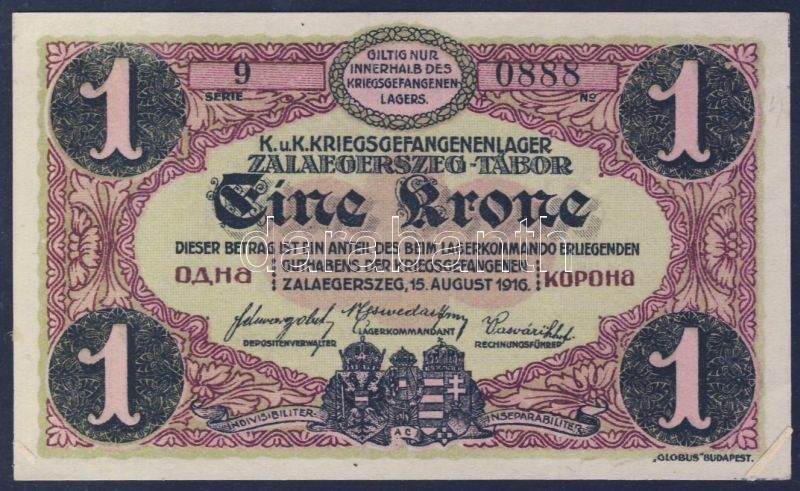 1 GILTIG NUR 1
9 INNERHALB DES 0888
SERIE KRIEGSGEFANGENEN- №
LAGERS.
K.u.K. KRIEGSGEFANGENENLAGER
ZALAEGERSZEG-TÁBOR
Eine Krone
darabanth
DIESER BETRAG IST EIN ANTEIL DES BEIM LAGERKOMMANDO ERLIEGENDEN
ОДНА GUTHABENS DER KRIEGSGEFANGENEN КОРОНА
ZALAEGERSZEG, 15. AUGUST 1916.
LAGERKOMMANDANT
DEPOSITENVERWALTER RECHNUNGSFÜHRER
1 1
INDIVISIBILITER AC INSEPARABILITER
„GLOBUS" BUDAPEST.